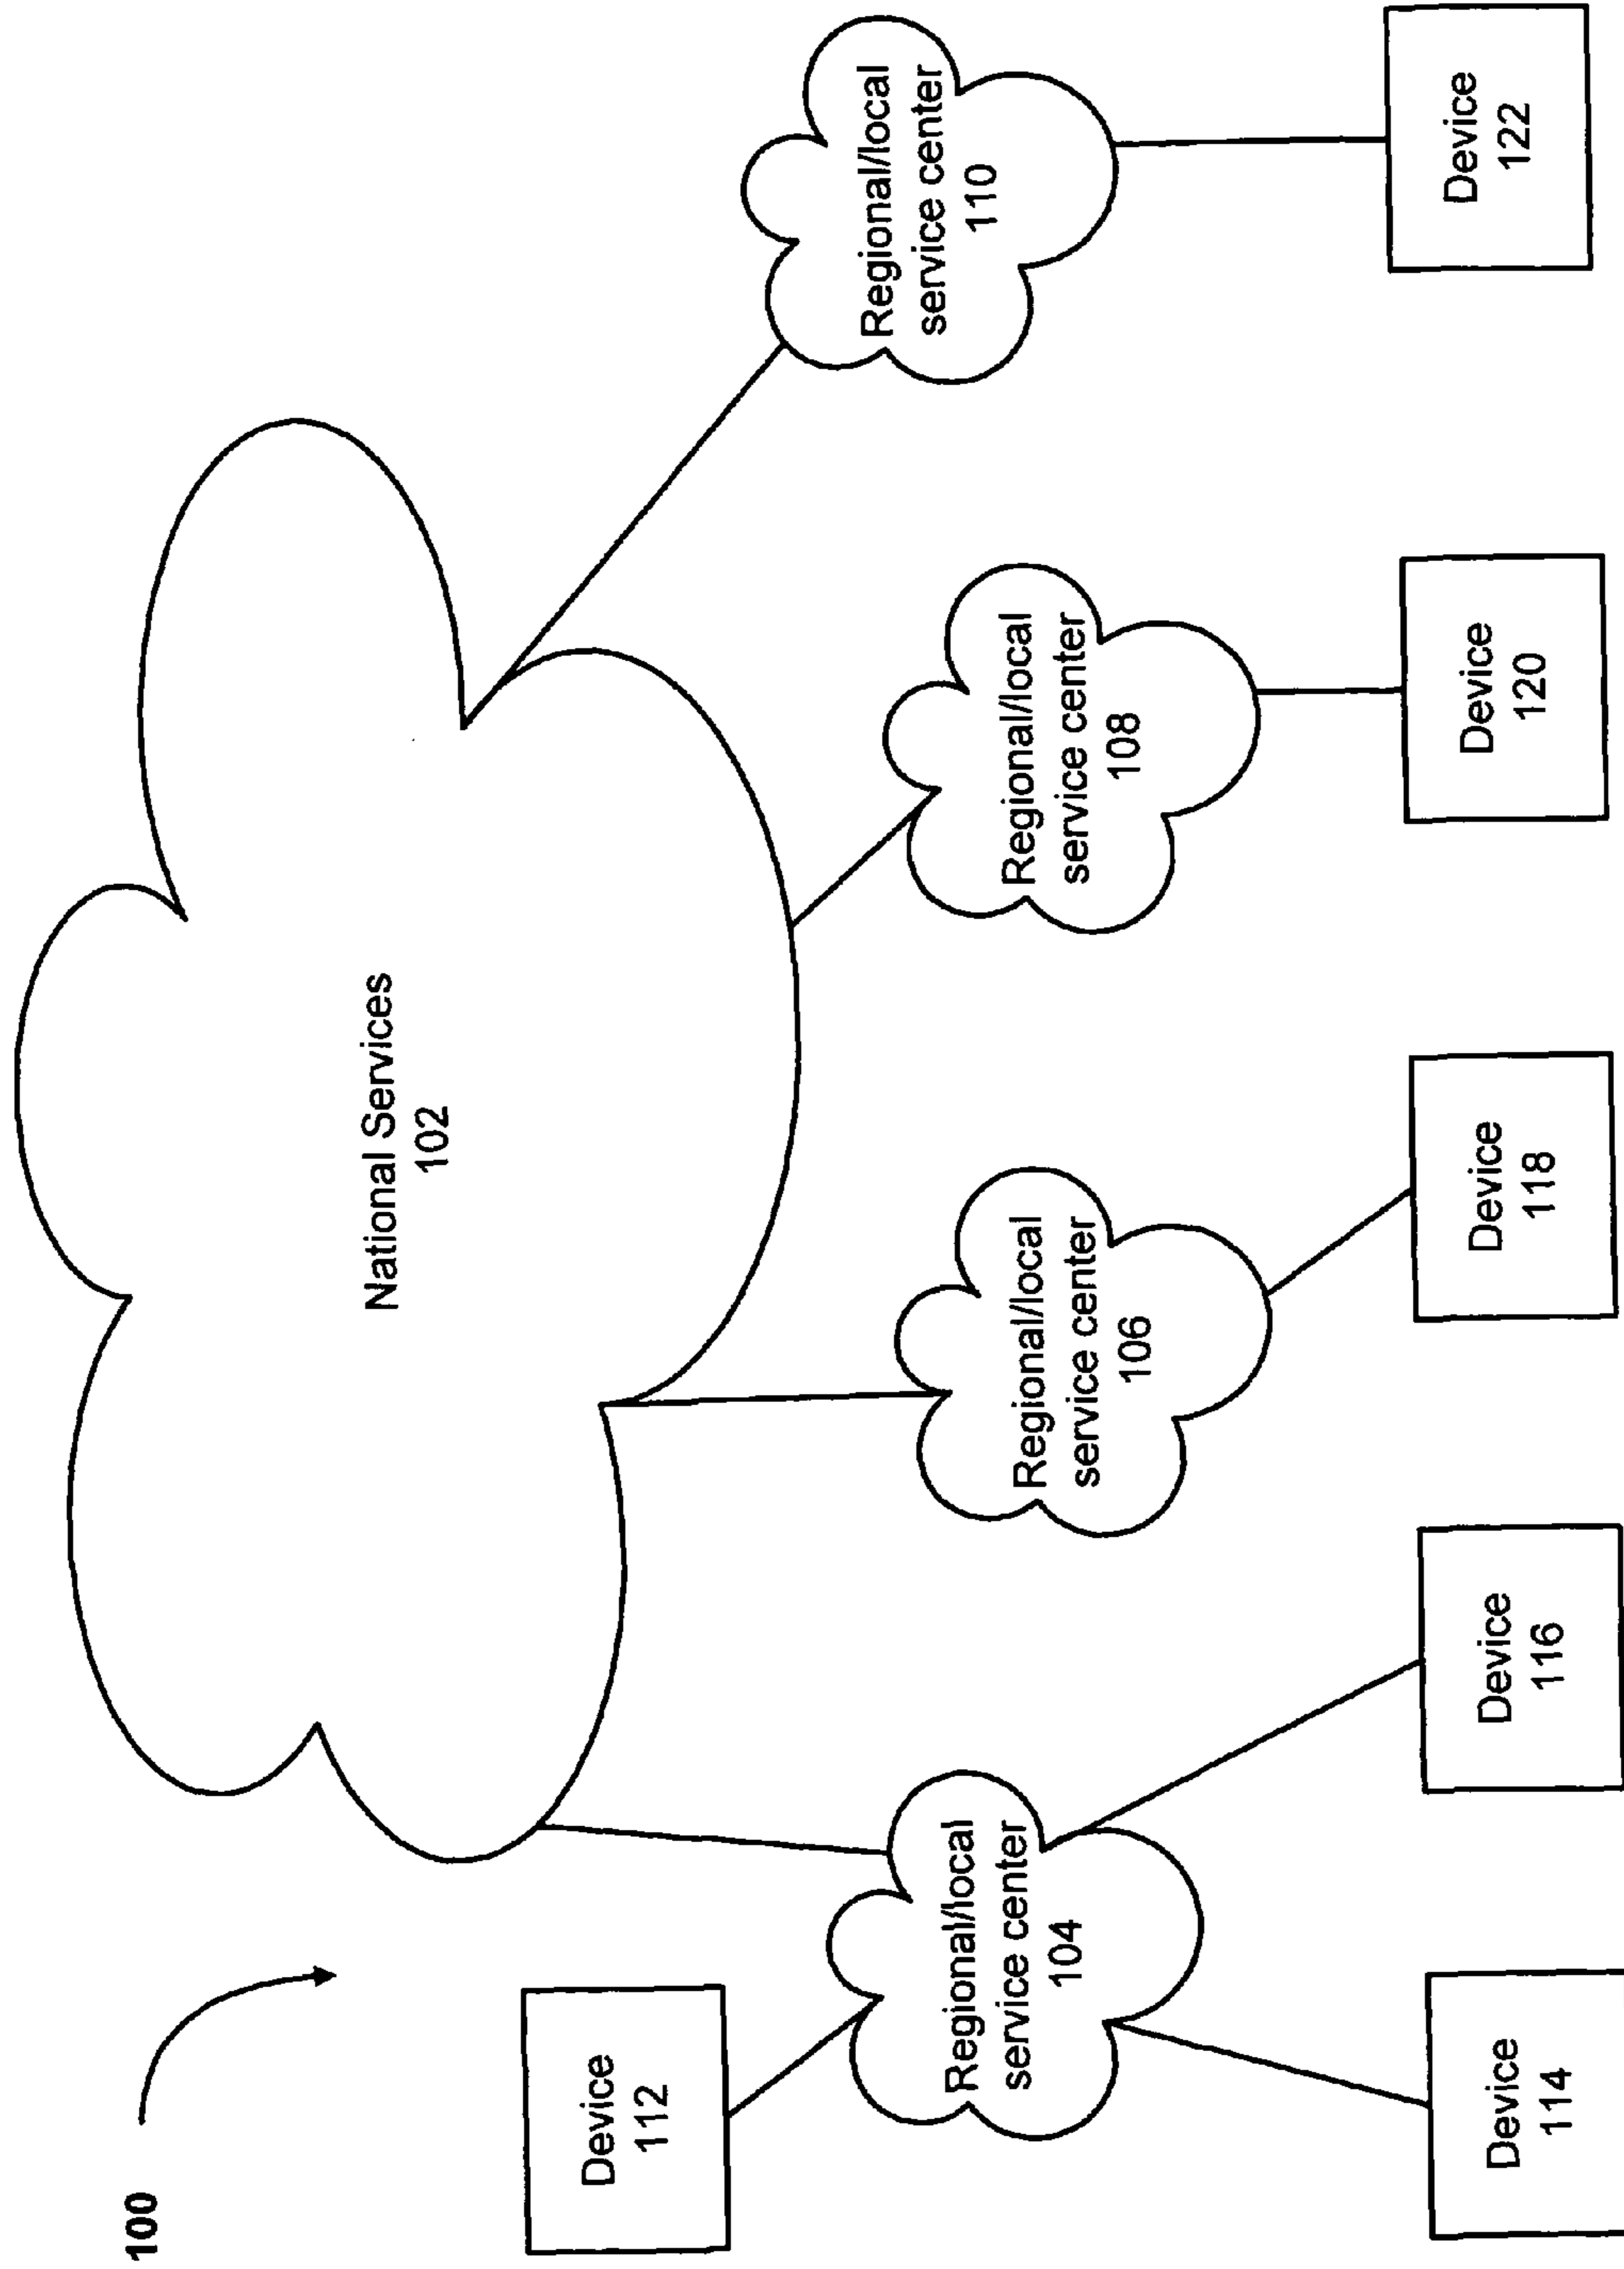 100
National Services
102
Device
112
Regional/local
service center
104
Regional/local
service center
106
Regional/local
service center
108
Regional/local
service center
110
Device
114
Device
116
Device
118
Device
120
Device
122